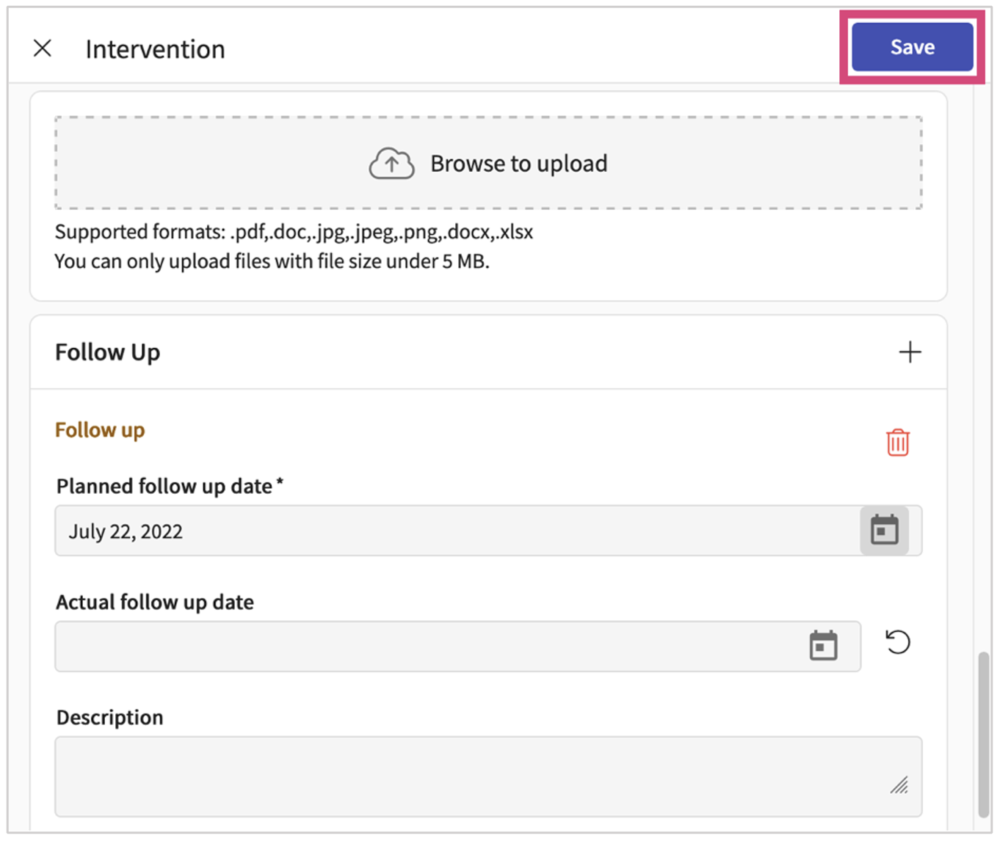 Intervention
Save
Browse to upload
Supported formats: .pdf,.doc,.jpg,.jpeg,.png,.docx,.xlsx
You can only upload files with file size under 5 MB.
Follow Up
Follow up
Planned follow up date *
July 22, 2022
Actual follow up date
Description